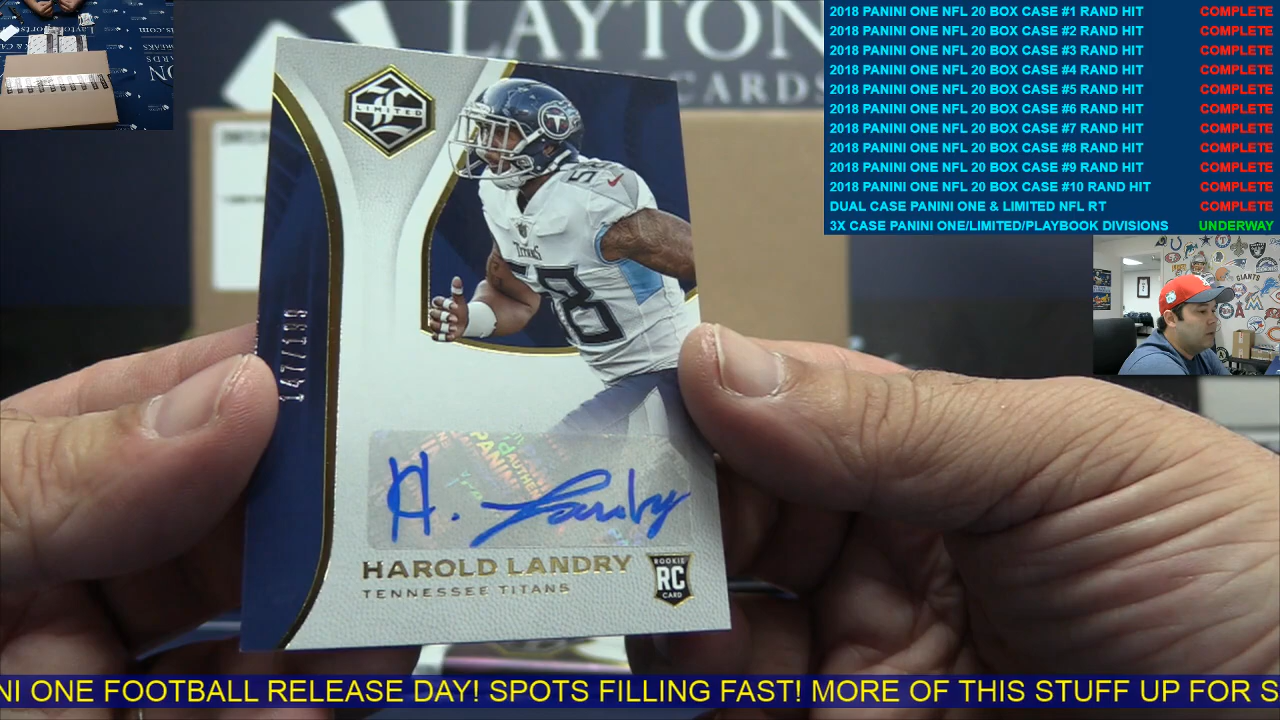 2018 PANINI ONE NFL 20 BOX CASE #1 RAND HIT COMPLETE
2018 PANINI ONE NFL 20 BOX CASE #2 RAND HIT COMPLETE
2018 PANINI ONE NFL 20 BOX CASE #3 RAND HIT COMPLETE
2018 PANINI ONE NFL 20 BOX CASE #4 RAND HIT COMPLETE
2018 PANINI ONE NFL 20 BOX CASE #5 RAND HIT COMPLETE
2018 PANINI ONE NFL 20 BOX CASE #6 RAND HIT COMPLETE
2018 PANINI ONE NFL 20 BOX CASE #7 RAND HIT COMPLETE
2018 PANINI ONE NFL 20 BOX CASE #8 RAND HIT COMPLETE
2018 PANINI ONE NFL 20 BOX CASE #9 RAND HIT COMPLETE
2018 PANINI ONE NFL 20 BOX CASE #10 RAND HIT COMPLETE
DUAL CASE PANINI ONE & LIMITED NFL RT COMPLETE
3X CASE PANINI ONE/LIMITED/PLAYBOOK DIVISIONS UNDERWAY
LAYTON
CARDS
LIMITED
58
TITANS
58
147/199
PANINI
H. Landry
HAROLD LANDRY
TENNESSEE TITANS
ROOKIE
RC
CARD
GIANTS
NI ONE FOOTBALL RELEASE DAY! SPOTS FILLING FAST! MORE OF THIS STUFF UP FOR S